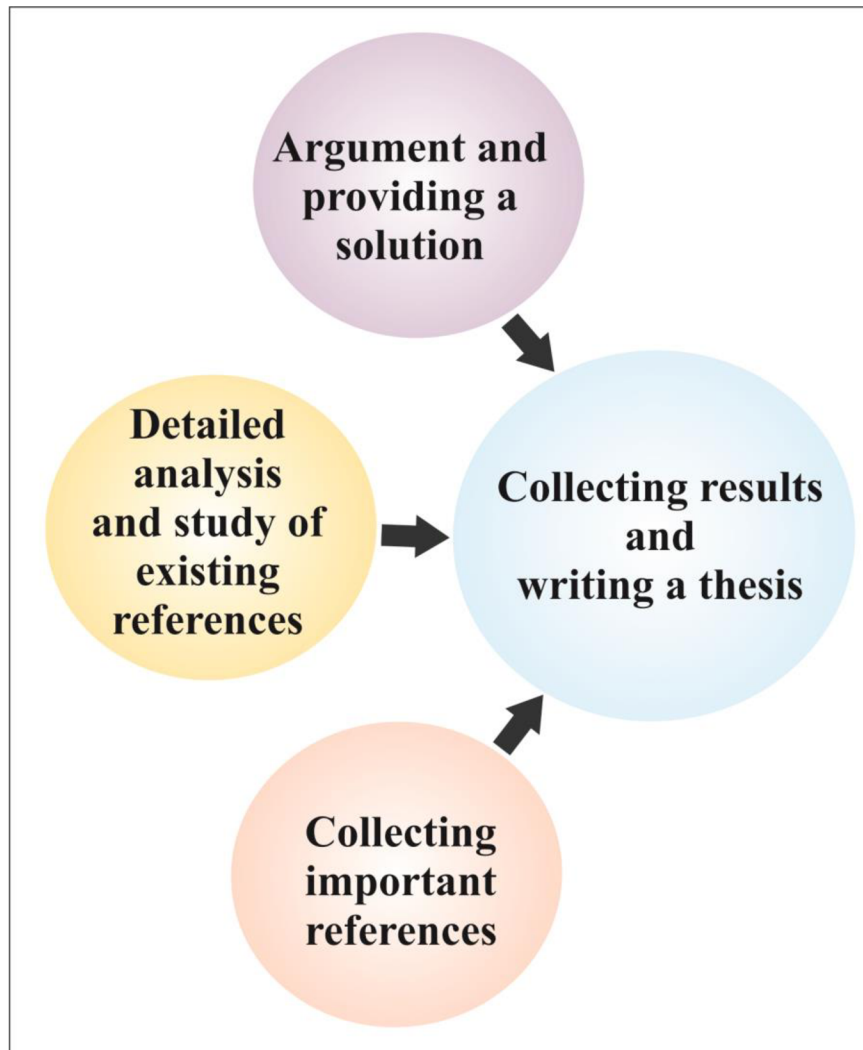 Argument and
providing a
solution
Detailed
analysis
and study of
existing
references
Collecting results
and
writing a thesis
Collecting
important
references